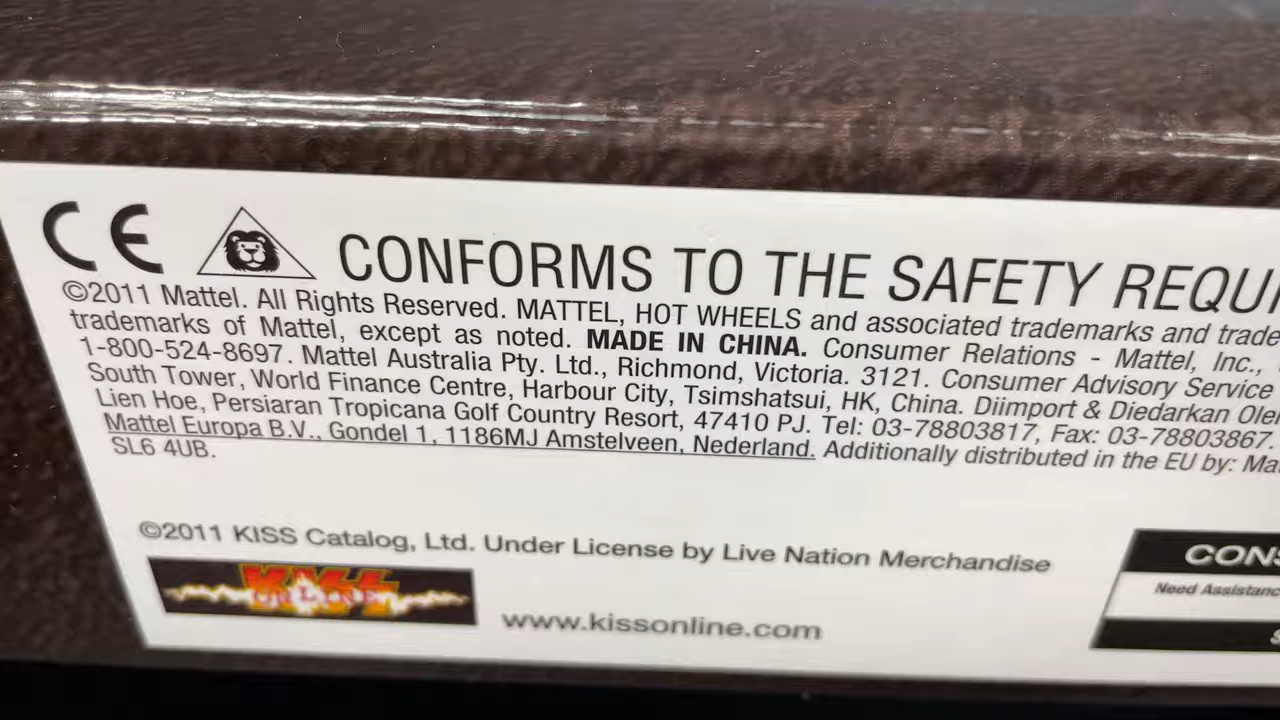 CE
CONFORMS TO THE SAFETY
©2011 Mattel. All Rights Reserved. MATTEL, HOT WHEELS and associated trademarks and trade
trademarks of Mattel, except as noted. MADE IN CHINA. Consumer Relations - Mattel, Inc.,
1-800-524-8697. Mattel Australia Pty. Ltd., Richmond, Victoria. 3121. Consumer Advisory Service
South Tower, World Finance Centre, Harbour City, Tsimshatsui, HK, China. Diimport & Diedarkan
Lien Hoe, Persiaran Tropicana Golf Country Resort, 47410 PJ. Tel: 03-78803817, Fax: 03-78803867.
Mattel Europa B.V., Gondel 1, 1186MJ Amstelveen, Nederland. Additionally distributed in the EU by:
SL6 4UB.
©2011 KISS Catalog, Ltd. Under License by Live Nation Merchandise
KISS
ONLINE
www.kissonline.com
Need